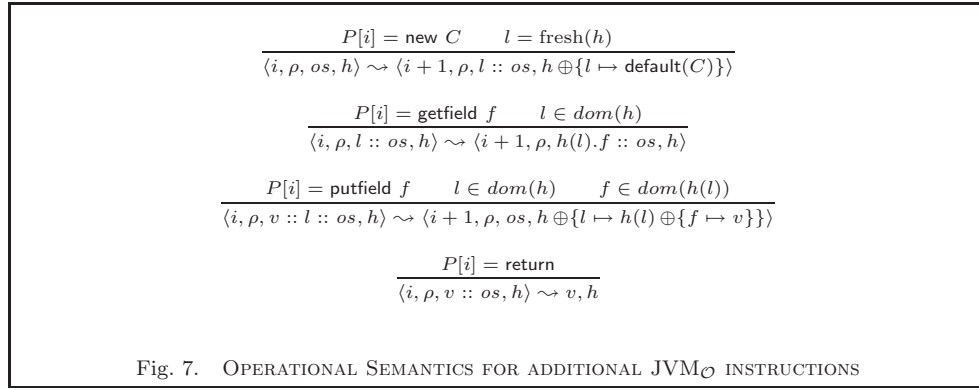 P[i] = new C l = fresh(h)
⟨i, ρ, os, h⟩ ⇝ ⟨i + 1, ρ, l :: os, h ⊕{l ↦ default(C)}⟩
P[i] = getfield f l ∈ dom(h)
⟨i, ρ, l :: os, h⟩ ⇝ ⟨i + 1, ρ, h(l).f :: os, h⟩
P[i] = putfield f l ∈ dom(h) f ∈ dom(h(l))
⟨i, ρ, v :: l :: os, h⟩ ⇝ ⟨i + 1, ρ, os, h ⊕{l ↦ h(l) ⊕{f ↦ v}}⟩
P[i] = return
⟨i, ρ, v :: os, h⟩ ⇝ v, h
Fig. 7. Operational Semantics for additional JVM𝒪 instructions